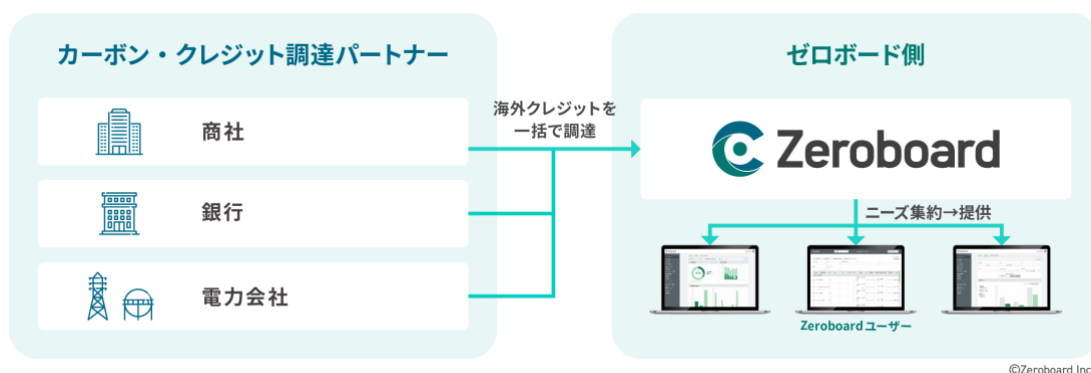 カーボン・クレジット調達パートナー
商社
銀行
電力会社
海外クレジットを
一括で調達
ゼロボード側
Zeroboard
ニーズ集約→提供
Zeroboardユーザー
©Zeroboard Inc